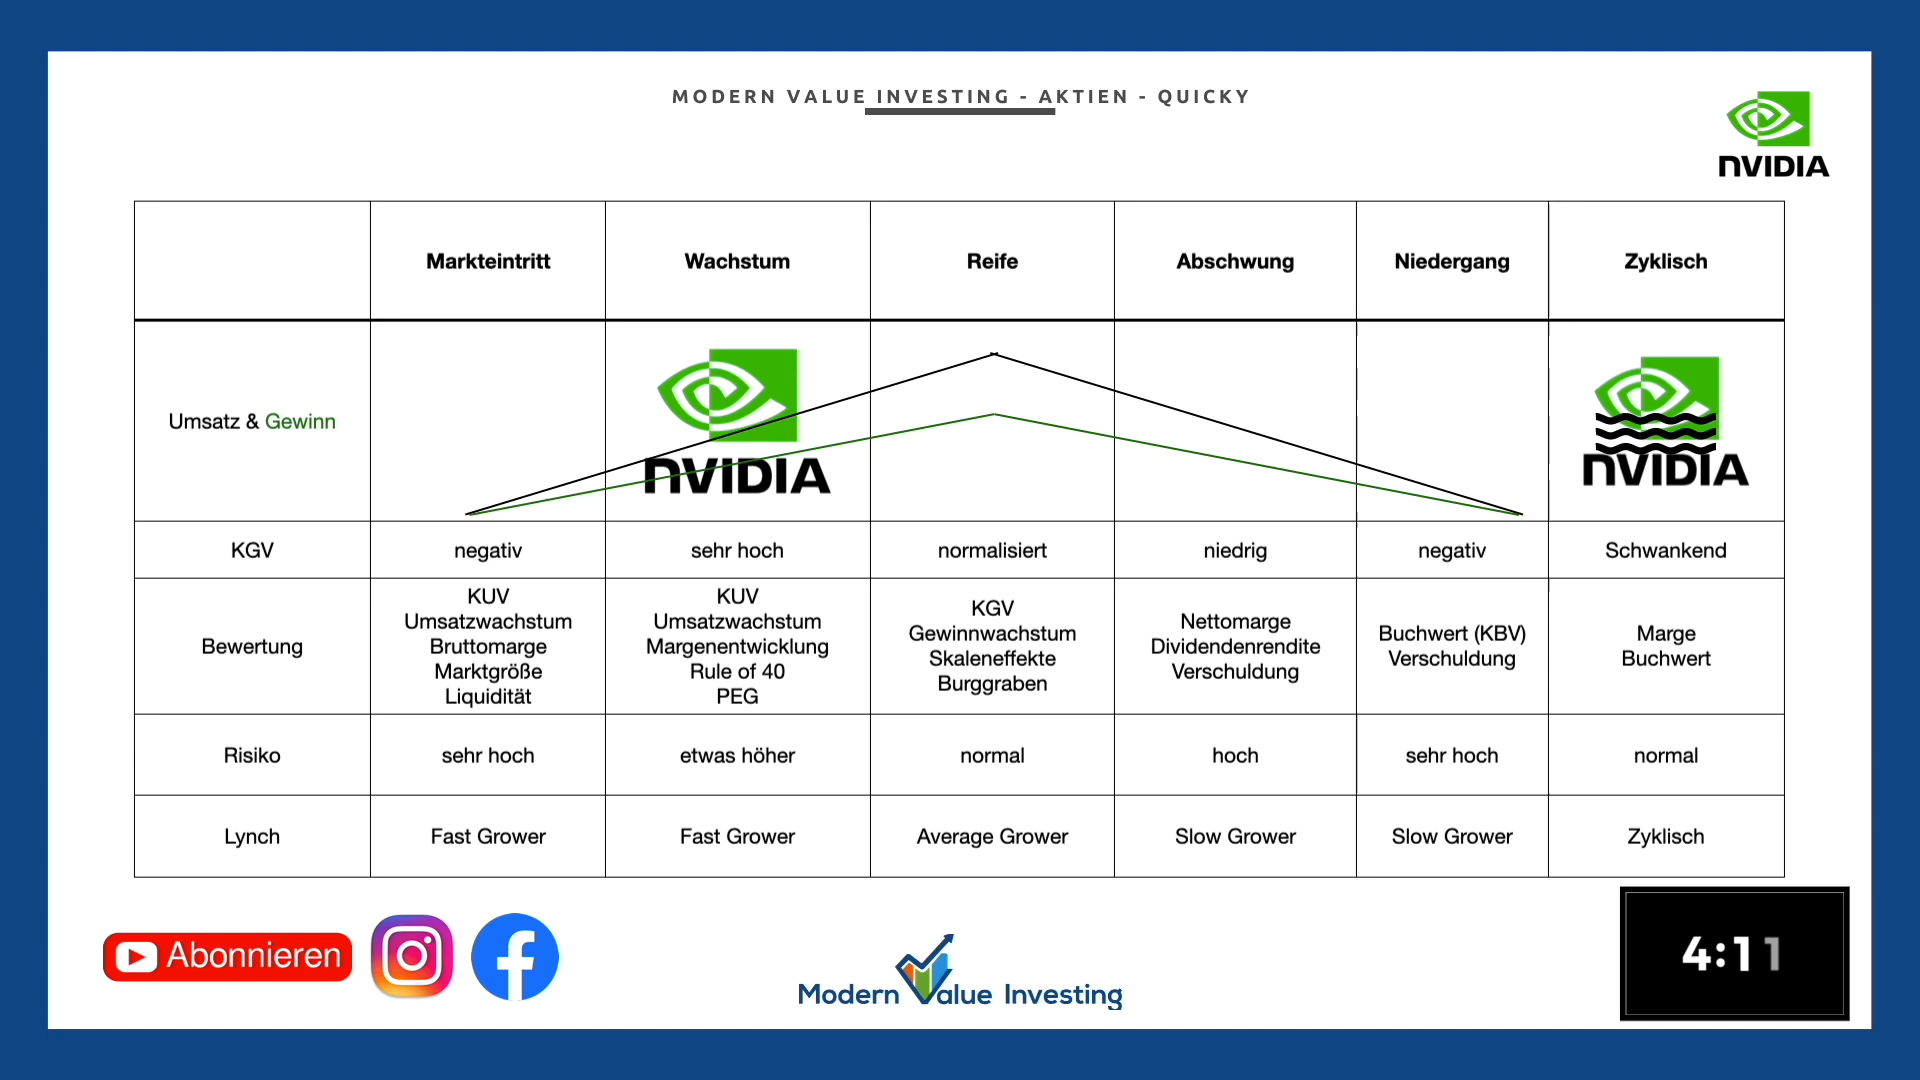 MODERN VALUE INVESTING - AKTIEN - QUICKY
NVIDIA
Markteintritt Wachstum Reife Abschwung Niedergang Zyklisch
Umsatz & Gewinn
NVIDIA
NVIDIA
KGV negativ sehr hoch normalisiert niedrig negativ Schwankend
Bewertung
KUV
Umsatzwachstum
Bruttomarge
Marktgröße
Liquidität
KUV
Umsatzwachstum
Margenentwicklung
Rule of 40
PEG
KGV
Gewinnwachstum
Skaleneffekte
Burggraben
Nettomarge
Dividendenrendite
Verschuldung
Buchwert (KBV)
Verschuldung
Marge
Buchwert
Risiko sehr hoch etwas höher normal hoch sehr hoch normal
Lynch Fast Grower Fast Grower Average Grower Slow Grower Slow Grower Zyklisch
Abonnieren
Modern Value Investing
4:11